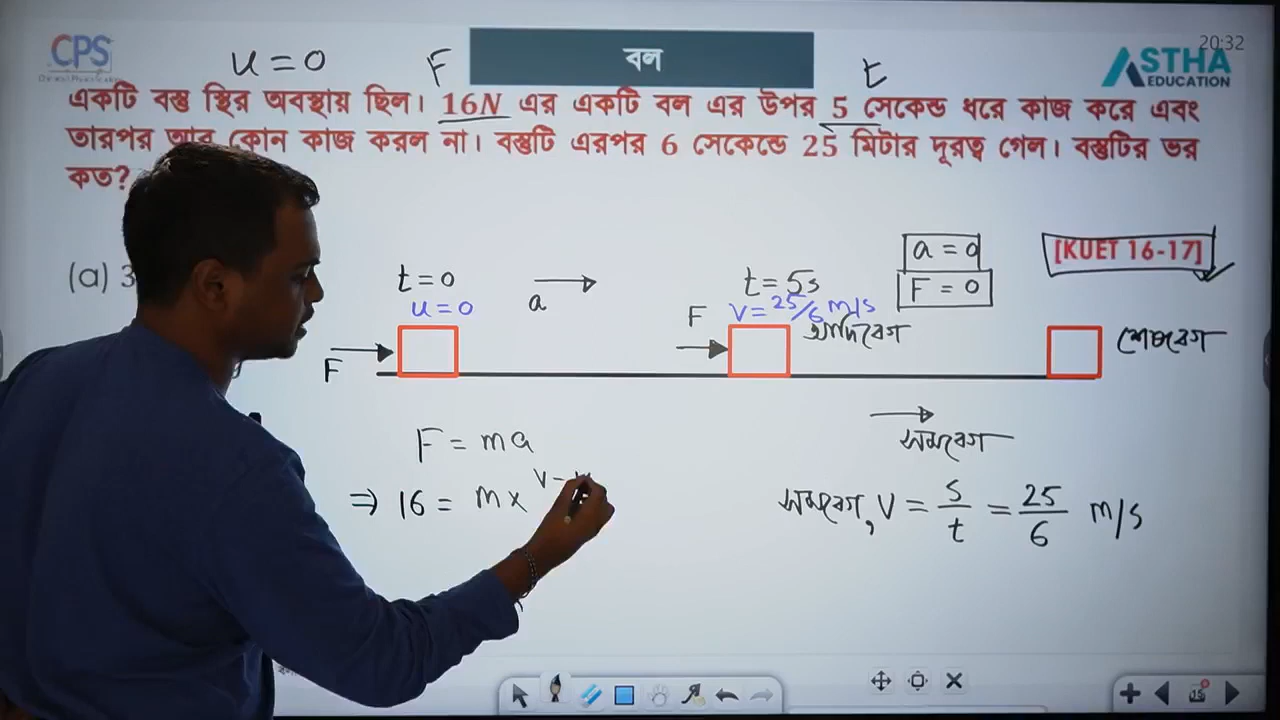 CPS
বল
20:32
ASTHA
EDUCATION
u = 0 F t
একটি বস্তু স্থির অবস্থায় ছিল। 16N এর একটি বল এর উপর 5 সেকেন্ড ধরে কাজ করে এবং
তারপর আর কোন কাজ করল না। বস্তুটি এরপর 6 সেকেন্ডে 25 মিটার দূরত্ব গেল। বস্তুটির ভর
কত?
[KUET 16-17]
(a) 3
a = 0
F = 0
t = 0 a t = 5s
u = 0 F V = 25/6 m/s
আদিবেগ শেষবেগ
F
সমবেগ
F = ma
⇒ 16 = m x V -
সমবেগ, V = s/t = 25/6 m/s